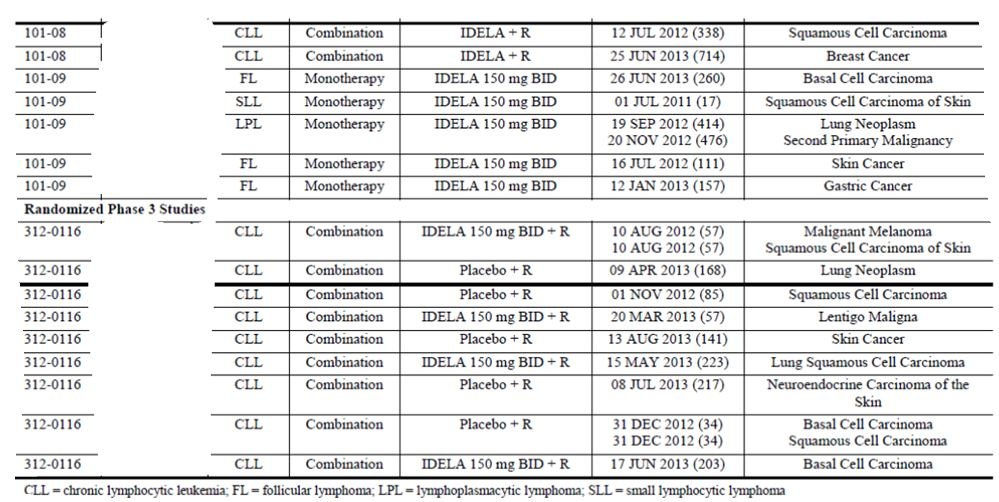 101-08 CLL Combination IDELA + R 12 JUL 2012 (338) Squamous Cell Carcinoma
101-08 CLL Combination IDELA + R 25 JUN 2013 (714) Breast Cancer
101-09 FL Monotherapy IDELA 150 mg BID 26 JUN 2013 (260) Basal Cell Carcinoma
101-09 SLL Monotherapy IDELA 150 mg BID 01 JUL 2011 (17) Squamous Cell Carcinoma of Skin
101-09 LPL Monotherapy IDELA 150 mg BID 19 SEP 2012 (414) Lung Neoplasm
20 NOV 2012 (476) Second Primary Malignancy
101-09 FL Monotherapy IDELA 150 mg BID 16 JUL 2012 (111) Skin Cancer
101-09 FL Monotherapy IDELA 150 mg BID 12 JAN 2013 (157) Gastric Cancer
Randomized Phase 3 Studies
312-0116 CLL Combination IDELA 150 mg BID + R 10 AUG 2012 (57) Malignant Melanoma
10 AUG 2012 (57) Squamous Cell Carcinoma of Skin
312-0116 CLL Combination Placebo + R 09 APR 2013 (168) Lung Neoplasm
312-0116 CLL Combination Placebo + R 01 NOV 2012 (85) Squamous Cell Carcinoma
312-0116 CLL Combination IDELA 150 mg BID + R 20 MAR 2013 (57) Lentigo Maligna
312-0116 CLL Combination Placebo + R 13 AUG 2013 (141) Skin Cancer
312-0116 CLL Combination IDELA 150 mg BID + R 15 MAY 2013 (223) Lung Squamous Cell Carcinoma
312-0116 CLL Combination Placebo + R 08 JUL 2013 (217) Neuroendocrine Carcinoma of the
Skin
312-0116 CLL Combination Placebo + R 31 DEC 2012 (34) Basal Cell Carcinoma
31 DEC 2012 (34) Squamous Cell Carcinoma
312-0116 CLL Combination IDELA 150 mg BID + R 17 JUN 2013 (203) Basal Cell Carcinoma
CLL = chronic lymphocytic leukemia; FL = follicular lymphoma; LPL = lymphoplasmacytic lymphoma; SLL = small lymphocytic lymphoma